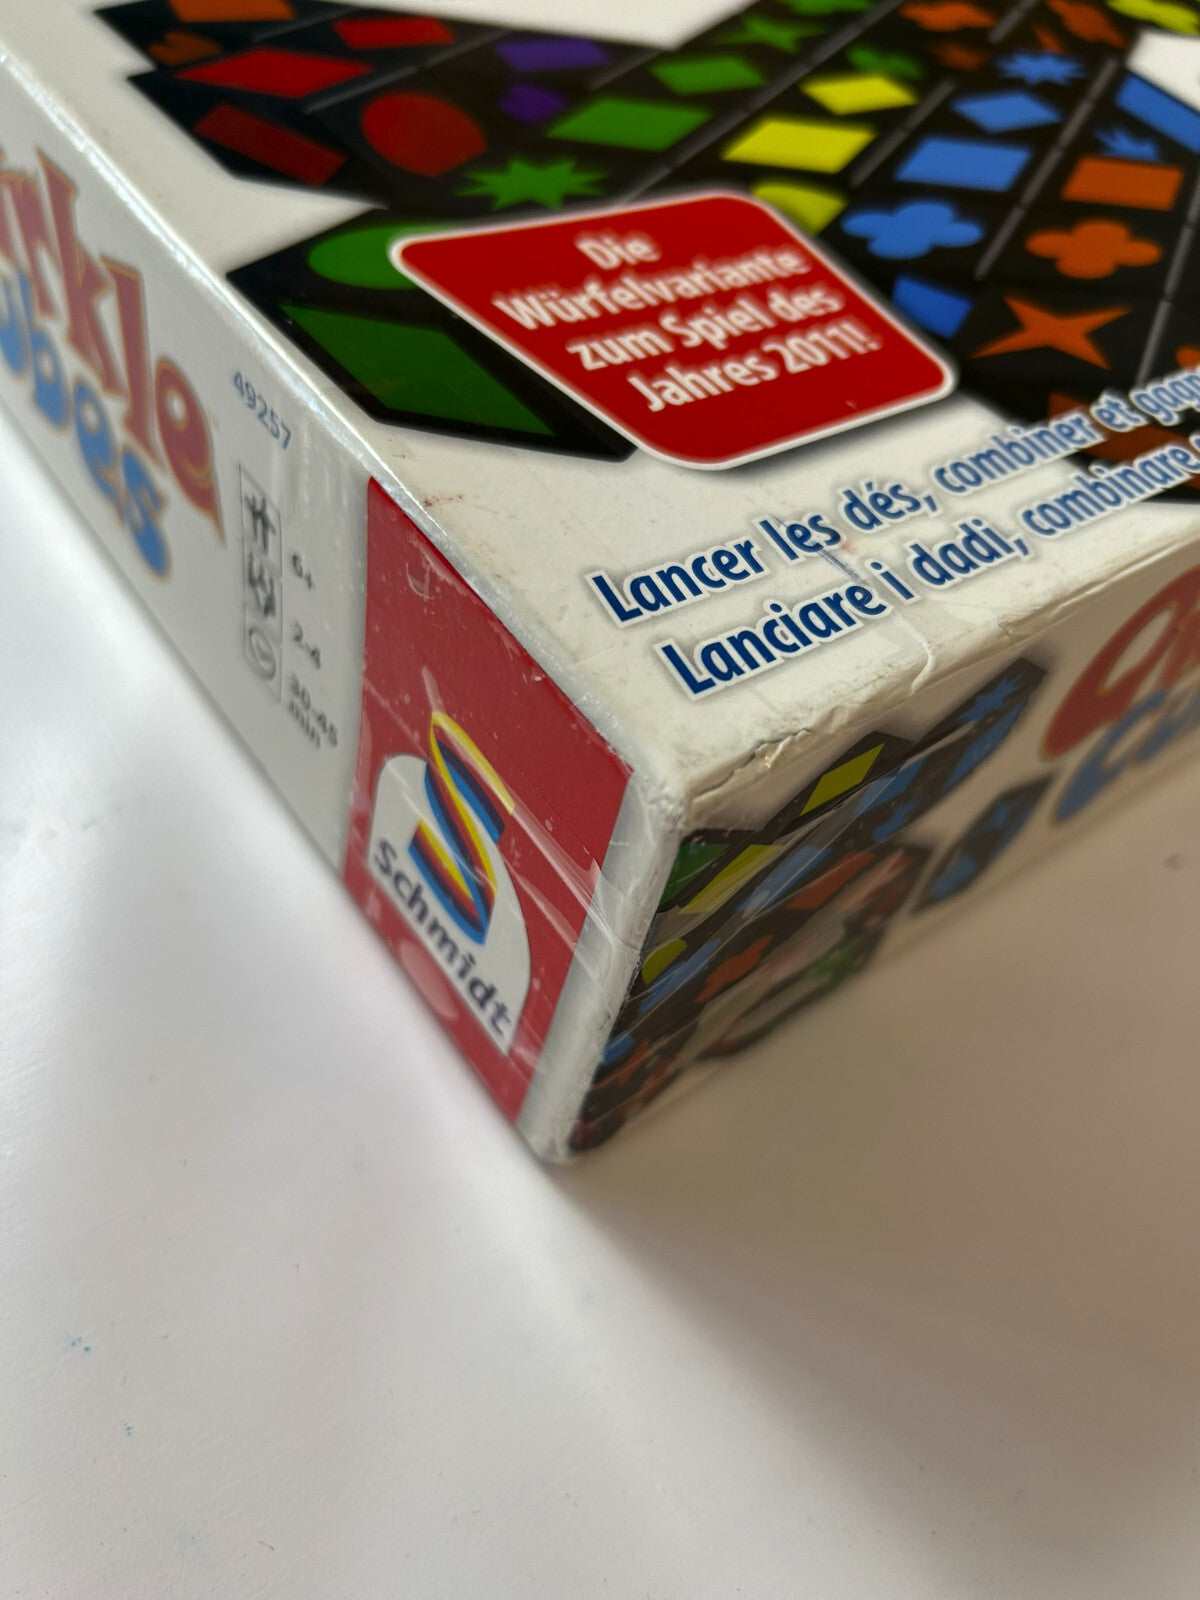 Die
Würfelvariante
zum Spiel des
Jahres 2011!
Lancer les dés, combiner et
Lanciare i dadi, combinare
49257
6+
2-4
30-45
min
Schmidt